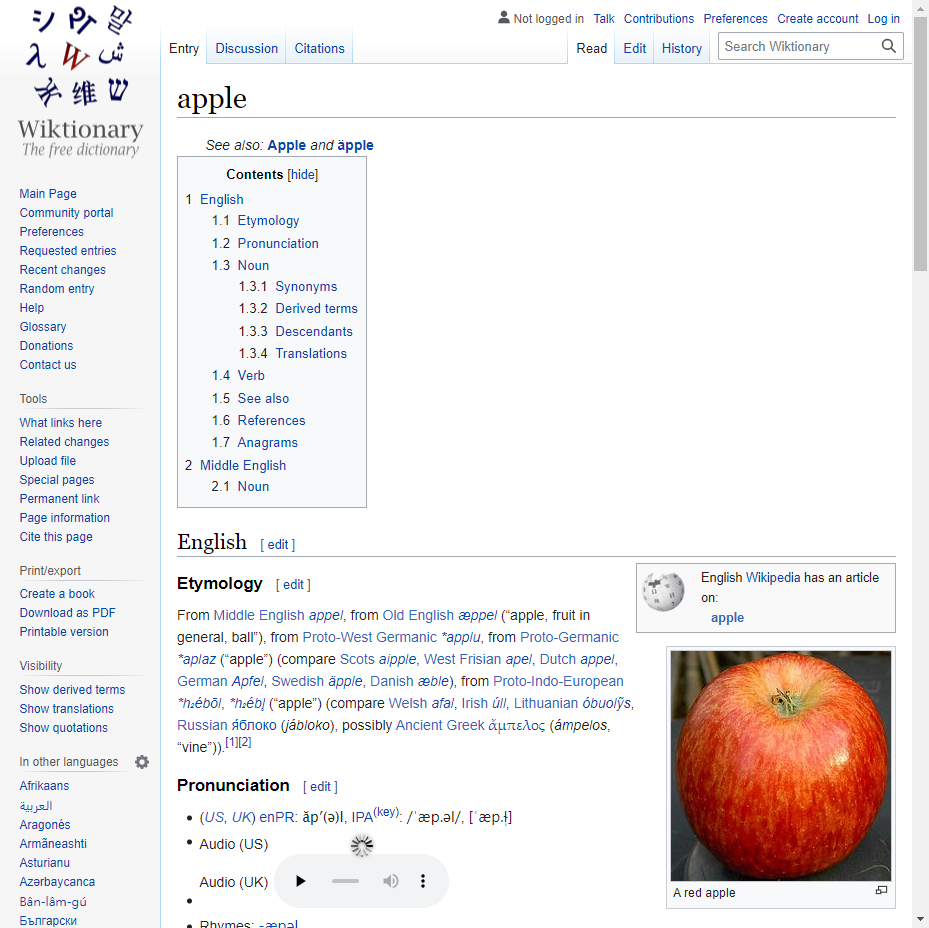 Not logged in Talk Contributions Preferences Create account Log in
Entry Discussion Citations Read Edit History Search Wiktionary
Wiktionary
The free dictionary
Main Page
Community portal
Preferences
Requested entries
Recent changes
Random entry
Help
Glossary
Donations
Contact us
Tools
What links here
Related changes
Upload file
Special pages
Permanent link
Page information
Cite this page
Print/export
Create a book
Download as PDF
Printable version
Visibility
Show derived terms
Show translations
Show quotations
In other languages
Afrikaans
العربية
Aragonés
Armãneashti
Asturianu
Azərbaycanca
Bân-lâm-gú
Български
apple
See also: Apple and äpple
Contents [hide]
1 English
1.1 Etymology
1.2 Pronunciation
1.3 Noun
1.3.1 Synonyms
1.3.2 Derived terms
1.3.3 Descendants
1.3.4 Translations
1.4 Verb
1.5 See also
1.6 References
1.7 Anagrams
2 Middle English
2.1 Noun
English [ edit ]
Etymology [ edit ]
From Middle English appel, from Old English æppel (“apple, fruit in
general, ball”), from Proto-West Germanic *applu, from Proto-Germanic
*aplaz (“apple”) (compare Scots aipple, West Frisian apel, Dutch appel,
German Apfel, Swedish äpple, Danish æble), from Proto-Indo-European
*h₂ébōl, *h₂ébl̥ (“apple”) (compare Welsh afal, Irish úll, Lithuanian óbuolỹs,
Russian я́блоко (jábloko), possibly Ancient Greek ἄμπελος (ámpelos,
“vine”)).[1][2]
English Wikipedia has an article
on:
apple
A red apple
Pronunciation [ edit ]
• (US, UK) enPR: ăpʹ(ə)l, IPA(key): /ˈæp.əl/, [ˈæp.ɫ̩]
• Audio (US)
Audio (UK)
• Rhymes: -æpəl